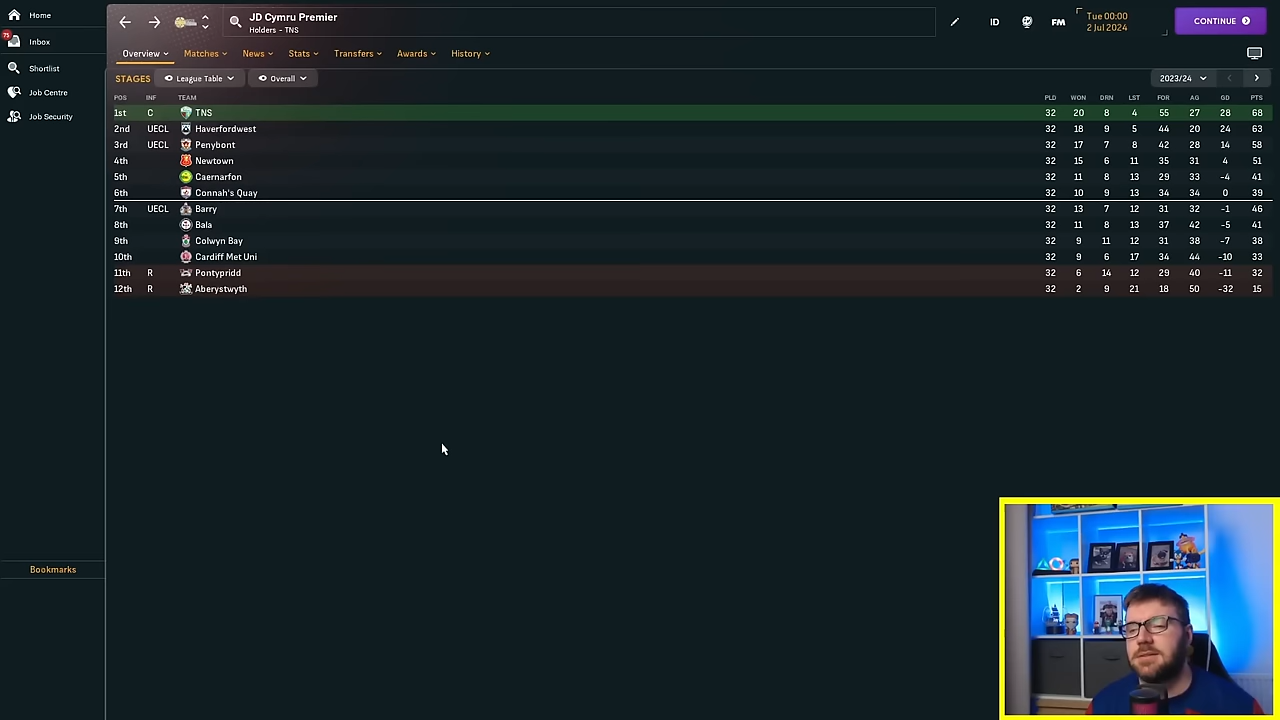 Home
75
Inbox
Shortlist
Job Centre
Job Security
Bookmarks
JD Cymru Premier
Holders - TNS
ID
FM
Tue 00:00
2 Jul 2024
CONTINUE
Overview Matches News Stats Transfers Awards History
STAGES League Table Overall 2023/24
POS INF TEAM PLD WON DRN LST FOR AG GD PTS
1st C TNS 32 20 8 4 55 27 28 68
2nd UECL Haverfordwest 32 18 9 5 44 20 24 63
3rd UECL Penybont 32 17 7 8 42 28 14 58
4th Newtown 32 15 6 11 35 31 4 51
5th Caernarfon 32 11 8 13 29 33 -4 41
6th Connah's Quay 32 10 9 13 34 34 0 39
7th UECL Barry 32 13 7 12 31 32 -1 46
8th Bala 32 11 8 13 37 42 -5 41
9th Colwyn Bay 32 9 11 12 31 38 -7 38
10th Cardiff Met Uni 32 9 6 17 34 44 -10 33
11th R Pontypridd 32 6 14 12 29 40 -11 32
12th R Aberystwyth 32 2 9 21 18 50 -32 15